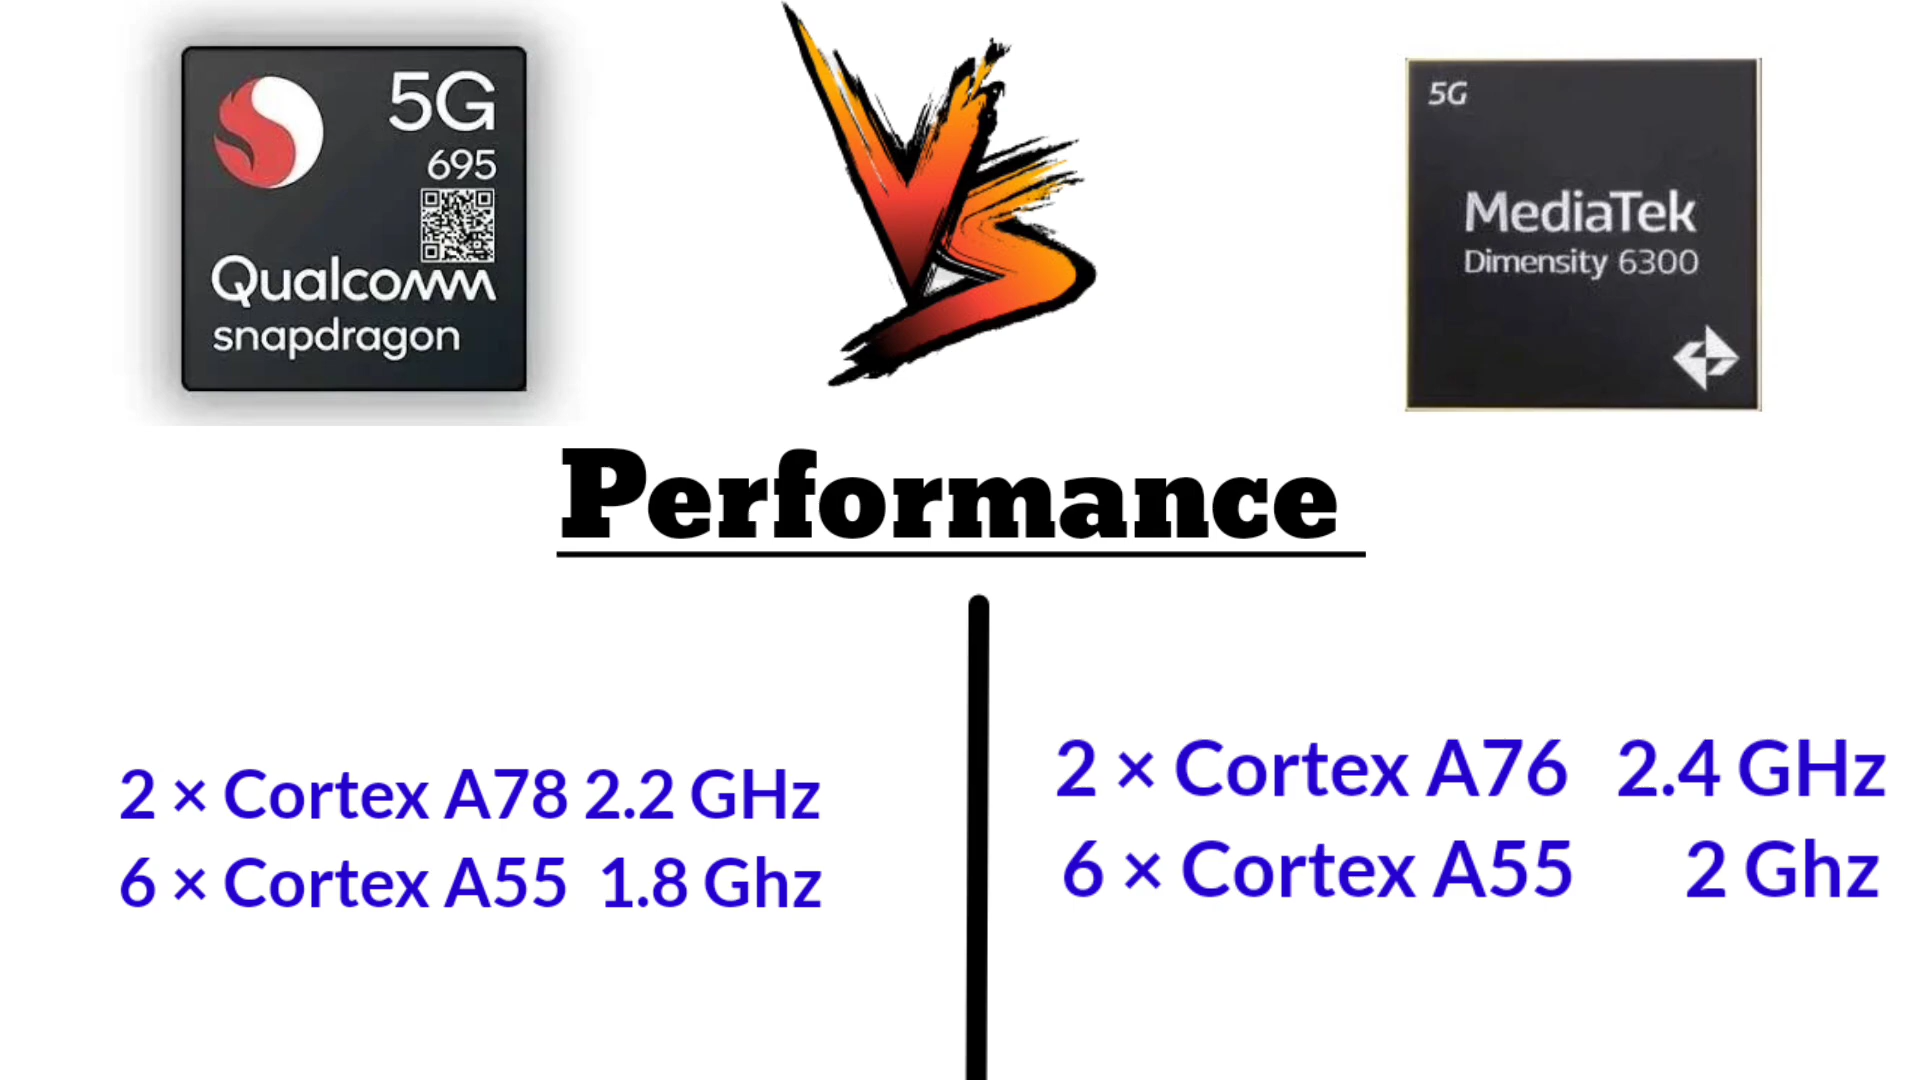 5G
695
Qualcomm
snapdragon
VS
5G
MediaTek
Dimensity 6300
Performance
2 × Cortex A78 2.2 GHz
6 × Cortex A55 1.8 Ghz
2 × Cortex A76 2.4 GHz
6 × Cortex A55 2 Ghz